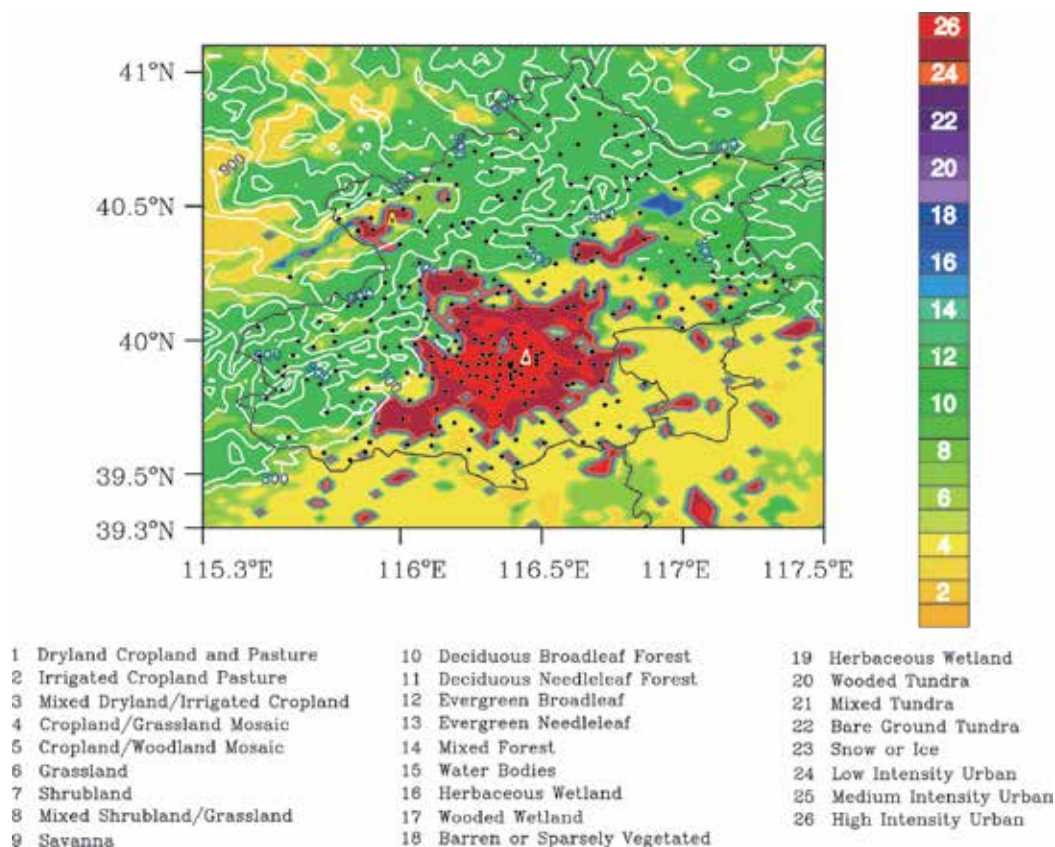 41°N
40.5°N
40°N
39.5°N
39.3°N
115.3°E
116°E
116.5°E
117°E
117.5°E
900
900
900
26
24
22
20
18
16
14
12
10
8
6
4
2
1 Dryland Cropland and Pasture
2 Irrigated Cropland Pasture
3 Mixed Dryland/Irrigated Cropland
4 Cropland/Grassland Mosaic
5 Cropland/Woodland Mosaic
6 Grassland
7 Shrubland
8 Mixed Shrubland/Grassland
9 Savanna
10 Deciduous Broadleaf Forest
11 Deciduous Needleleaf Forest
12 Evergreen Broadleaf
13 Evergreen Needleleaf
14 Mixed Forest
15 Water Bodies
16 Herbaceous Wetland
17 Wooded Wetland
18 Barren or Sparsely Vegetated
19 Herbaceous Wetland
20 Wooded Tundra
21 Mixed Tundra
22 Bare Ground Tundra
23 Snow or Ice
24 Low Intensity Urban
25 Medium Intensity Urban
26 High Intensity Urban